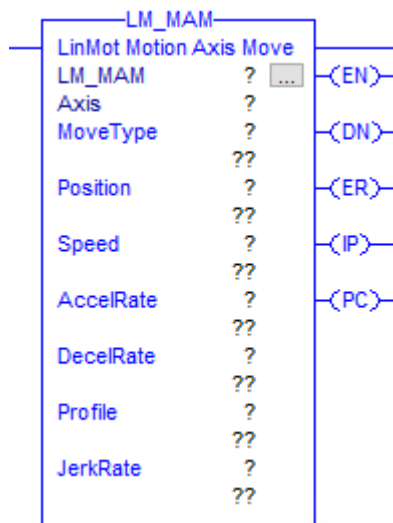 LM_MAM
LinMot Motion Axis Move
LM_MAM ? ... (EN)
Axis ?
MoveType ? (DN)
??
Position ? (ER)
??
Speed ? (IP)
??
AccelRate ? (PC)
??
DecelRate ?
??
Profile ?
??
JerkRate ?
??